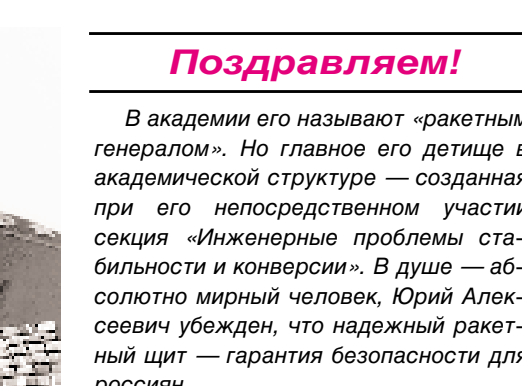 Поздравляем!
В академии его называют «ракетным
генералом». Но главное его детище в
академической структуре — созданная
при его непосредственном участии
секция «Инженерные проблемы ста-
бильности и конверсии». В душе — аб-
солютно мирный человек, Юрий Алек-
сеевич убежден, что надежный ракет-
ный щит — гарантия безопасности для
россиян